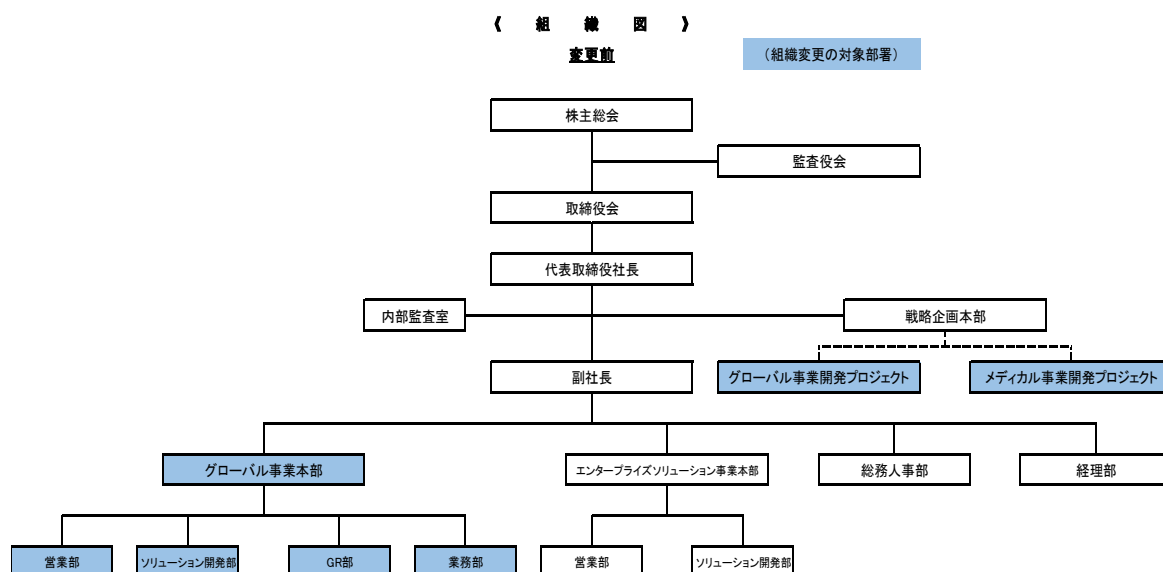 《 組 織 図 》
変更前
（組織変更の対象部署）
株主総会
監査役会
取締役会
代表取締役社長
内部監査室
戦略企画本部
副社長
グローバル事業開発プロジェクト
メディカル事業開発プロジェクト
グローバル事業本部
エンタープライズソリューション事業本部
総務人事部
経理部
営業部
ソリューション開発部
GR部
業務部
営業部
ソリューション開発部